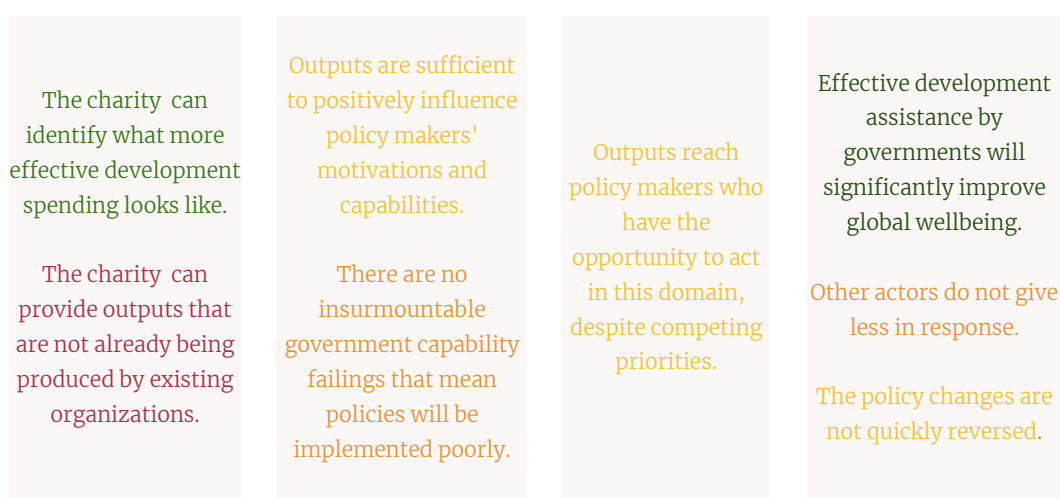 The charity  can
identify what more
effective development
spending looks like.
The charity  can
provide outputs that
are not already being
produced by existing
organizations.
Outputs are sufficient
to positively influence
policy makers'
motivations and
capabilities.
There are no
insurmountable
government capability
failings that mean
policies will be
implemented poorly.
Outputs reach
policy makers who
have the
opportunity to act
in this domain,
despite competing
priorities.
Effective development
assistance by
governments will
significantly improve
global wellbeing.
Other actors do not give
less in response.
The policy changes are
not quickly reversed.